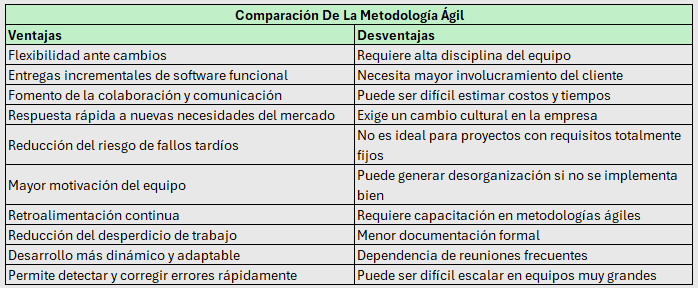 Comparación De La Metodología Ágil
Ventajas Desventajas
Flexibilidad ante cambios Requiere alta disciplina del equipo
Entregas incrementales de software funcional Necesita mayor involucramiento del cliente
Fomento de la colaboración y comunicación Puede ser difícil estimar costos y tiempos
Respuesta rápida a nuevas necesidades del mercado Exige un cambio cultural en la empresa
Reducción del riesgo de fallos tardíos No es ideal para proyectos con requisitos totalmente
fijos
Mayor motivación del equipo Puede generar desorganización si no se implementa
bien
Retroalimentación continua Requiere capacitación en metodologías ágiles
Reducción del desperdicio de trabajo Menor documentación formal
Desarrollo más dinámico y adaptable Dependencia de reuniones frecuentes
Permite detectar y corregir errores rápidamente Puede ser difícil escalar en equipos muy grandes